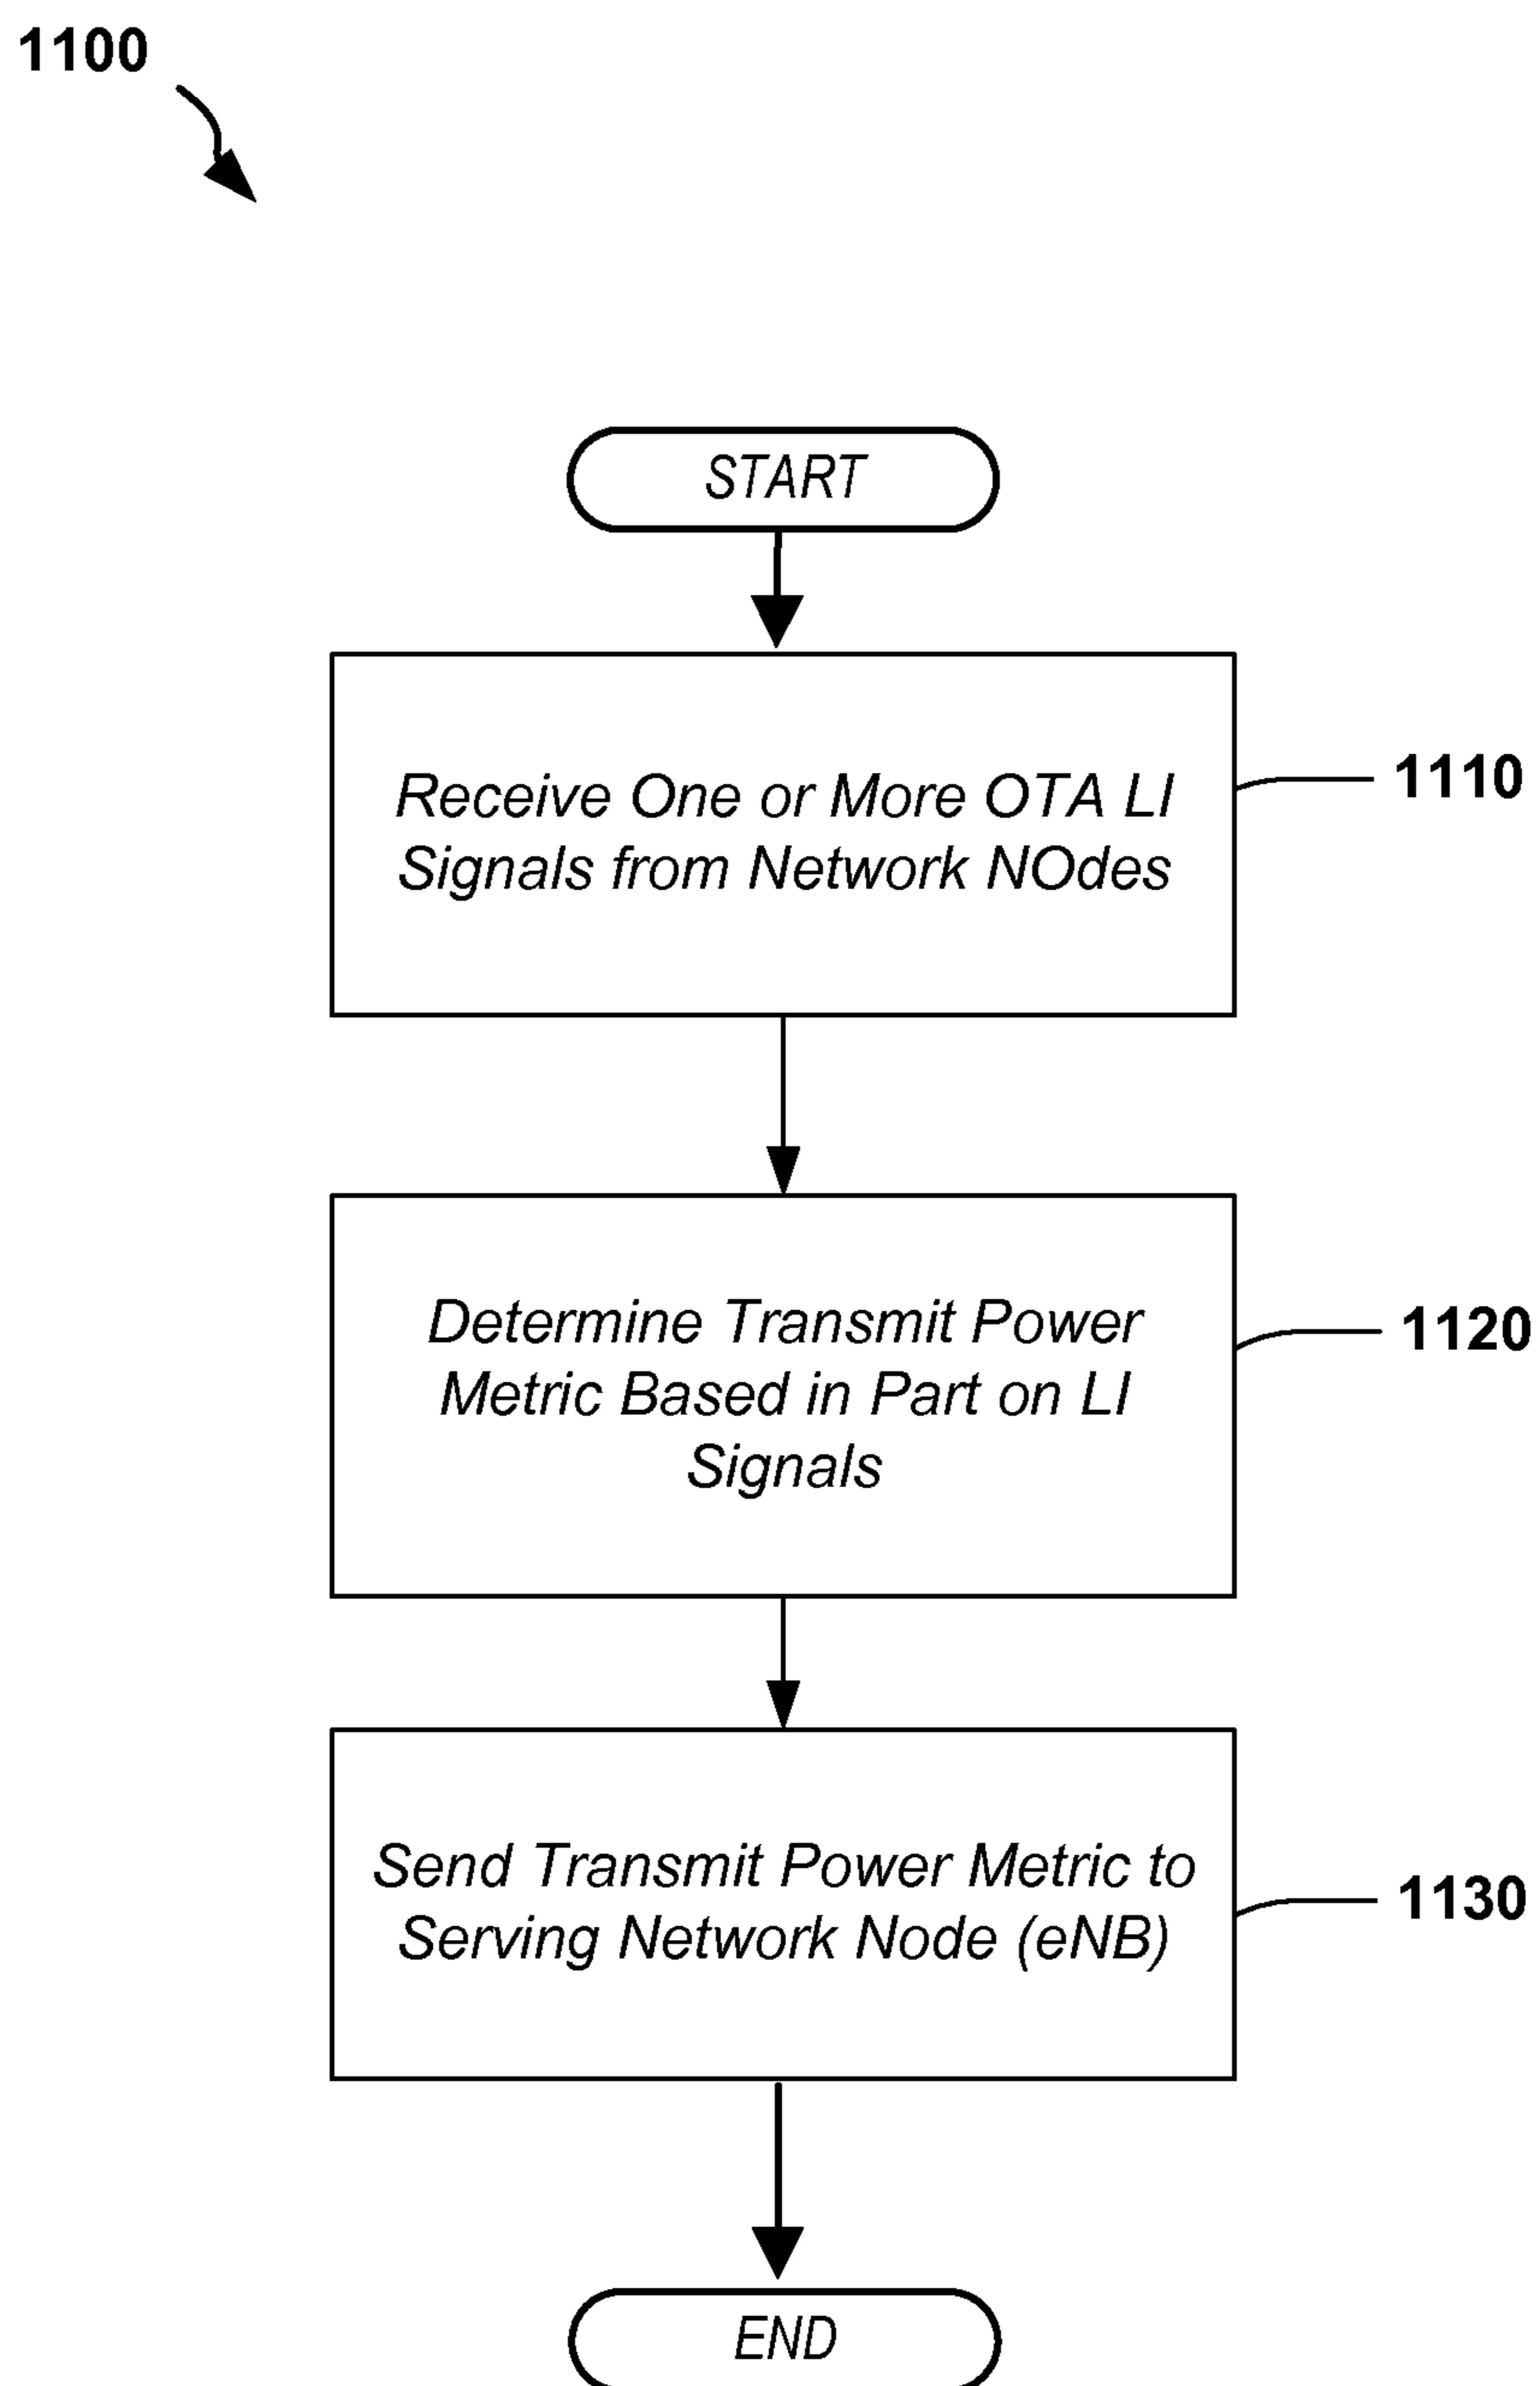 1100
START
Receive One or More OTA LI
Signals from Network NOdes
1110
Determine Transmit Power
Metric Based in Part on LI
Signals
1120
Send Transmit Power Metric to
Serving Network Node (eNB)
1130
END